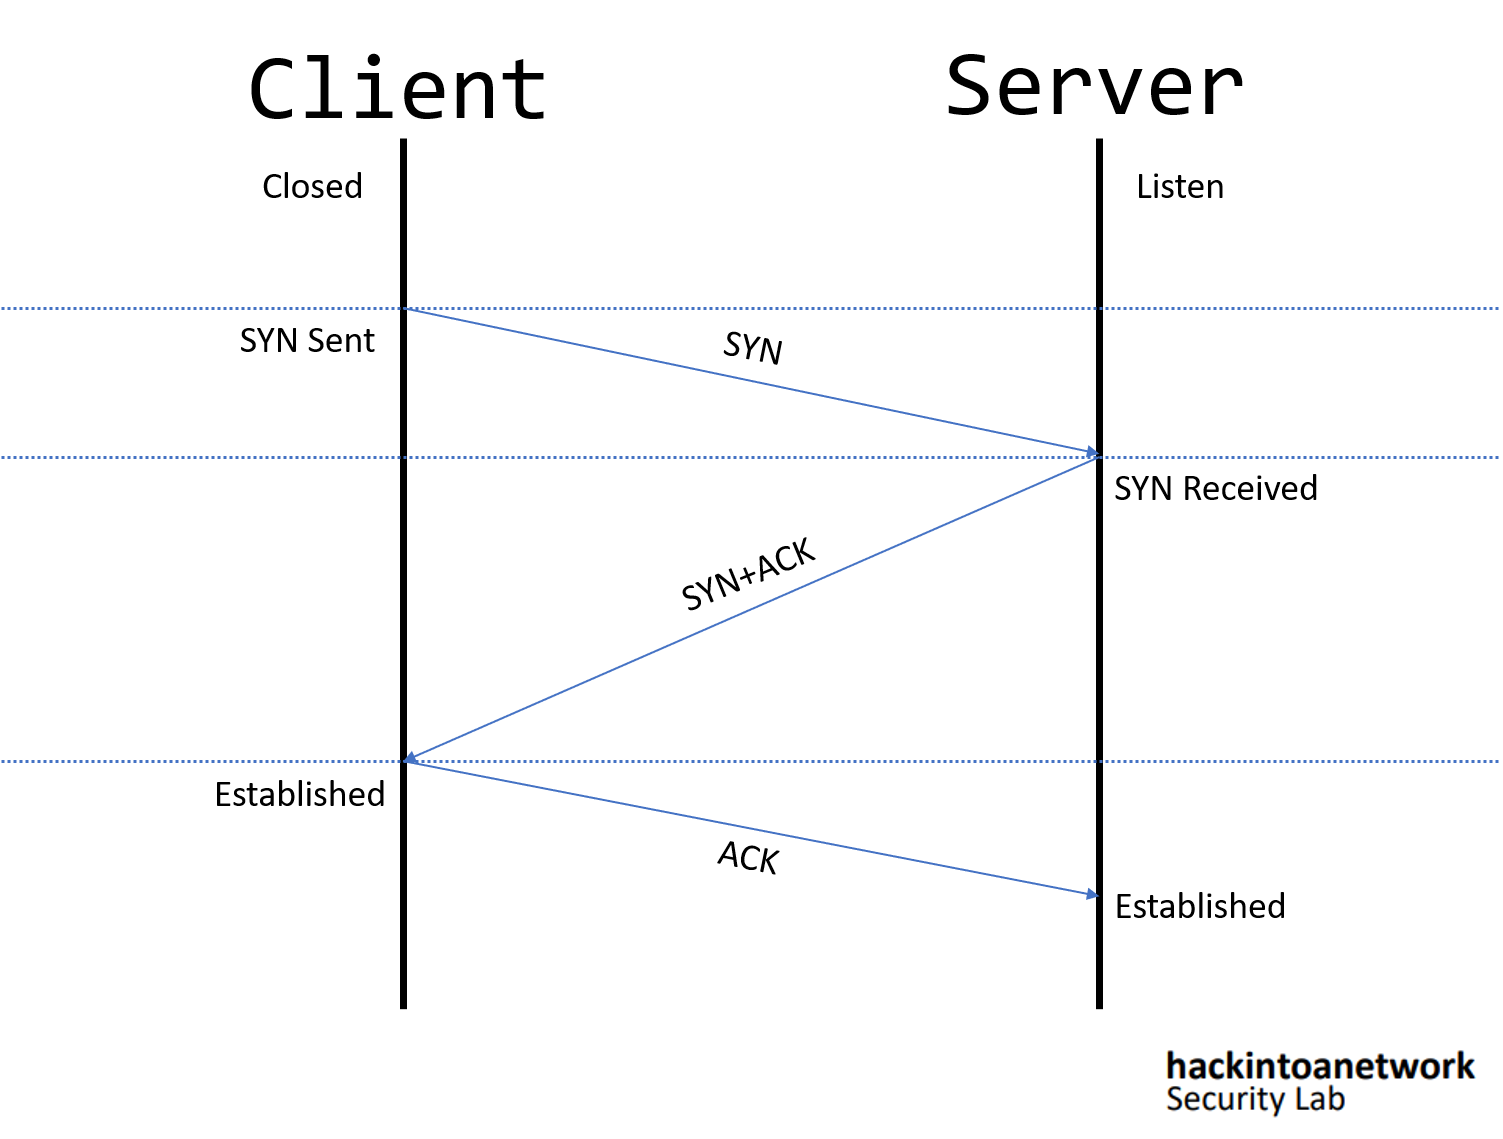 Client
Server
Closed
Listen
SYN Sent
SYN
SYN Received
SYN+ACK
Established
ACK
Established
hackintoanetwork
Security Lab